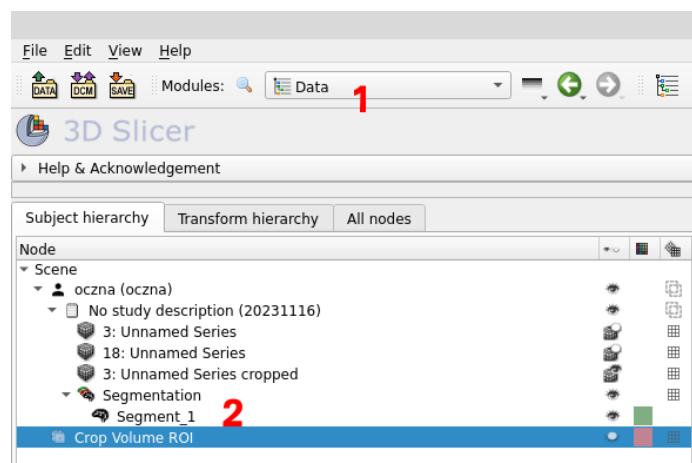 File Edit View Help
DATA DCM SAVE Modules: Data 1
3D Slicer
Help & Acknowledgement
Subject hierarchy Transform hierarchy All nodes
Node
Scene
oczna (oczna)
No study description (20231116)
3: Unnamed Series
18: Unnamed Series
3: Unnamed Series cropped
Segmentation
Segment_1 2
Crop Volume ROI